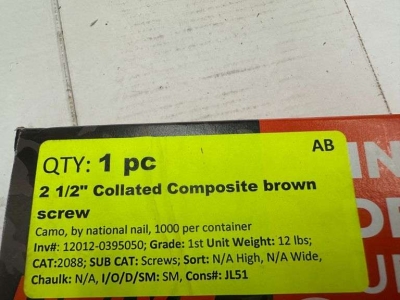 AB
QTY: 1 pc
2 1/2" Collated Composite brown
screw
Camo, by national nail, 1000 per container
Inv#: 12012-0395050; Grade: 1st Unit Weight: 12 lbs;
CAT:2088; SUB CAT: Screws; Sort: N/A High, N/A Wide,
Chaulk: N/A, I/O/D/SM: SM, Cons#: JL51